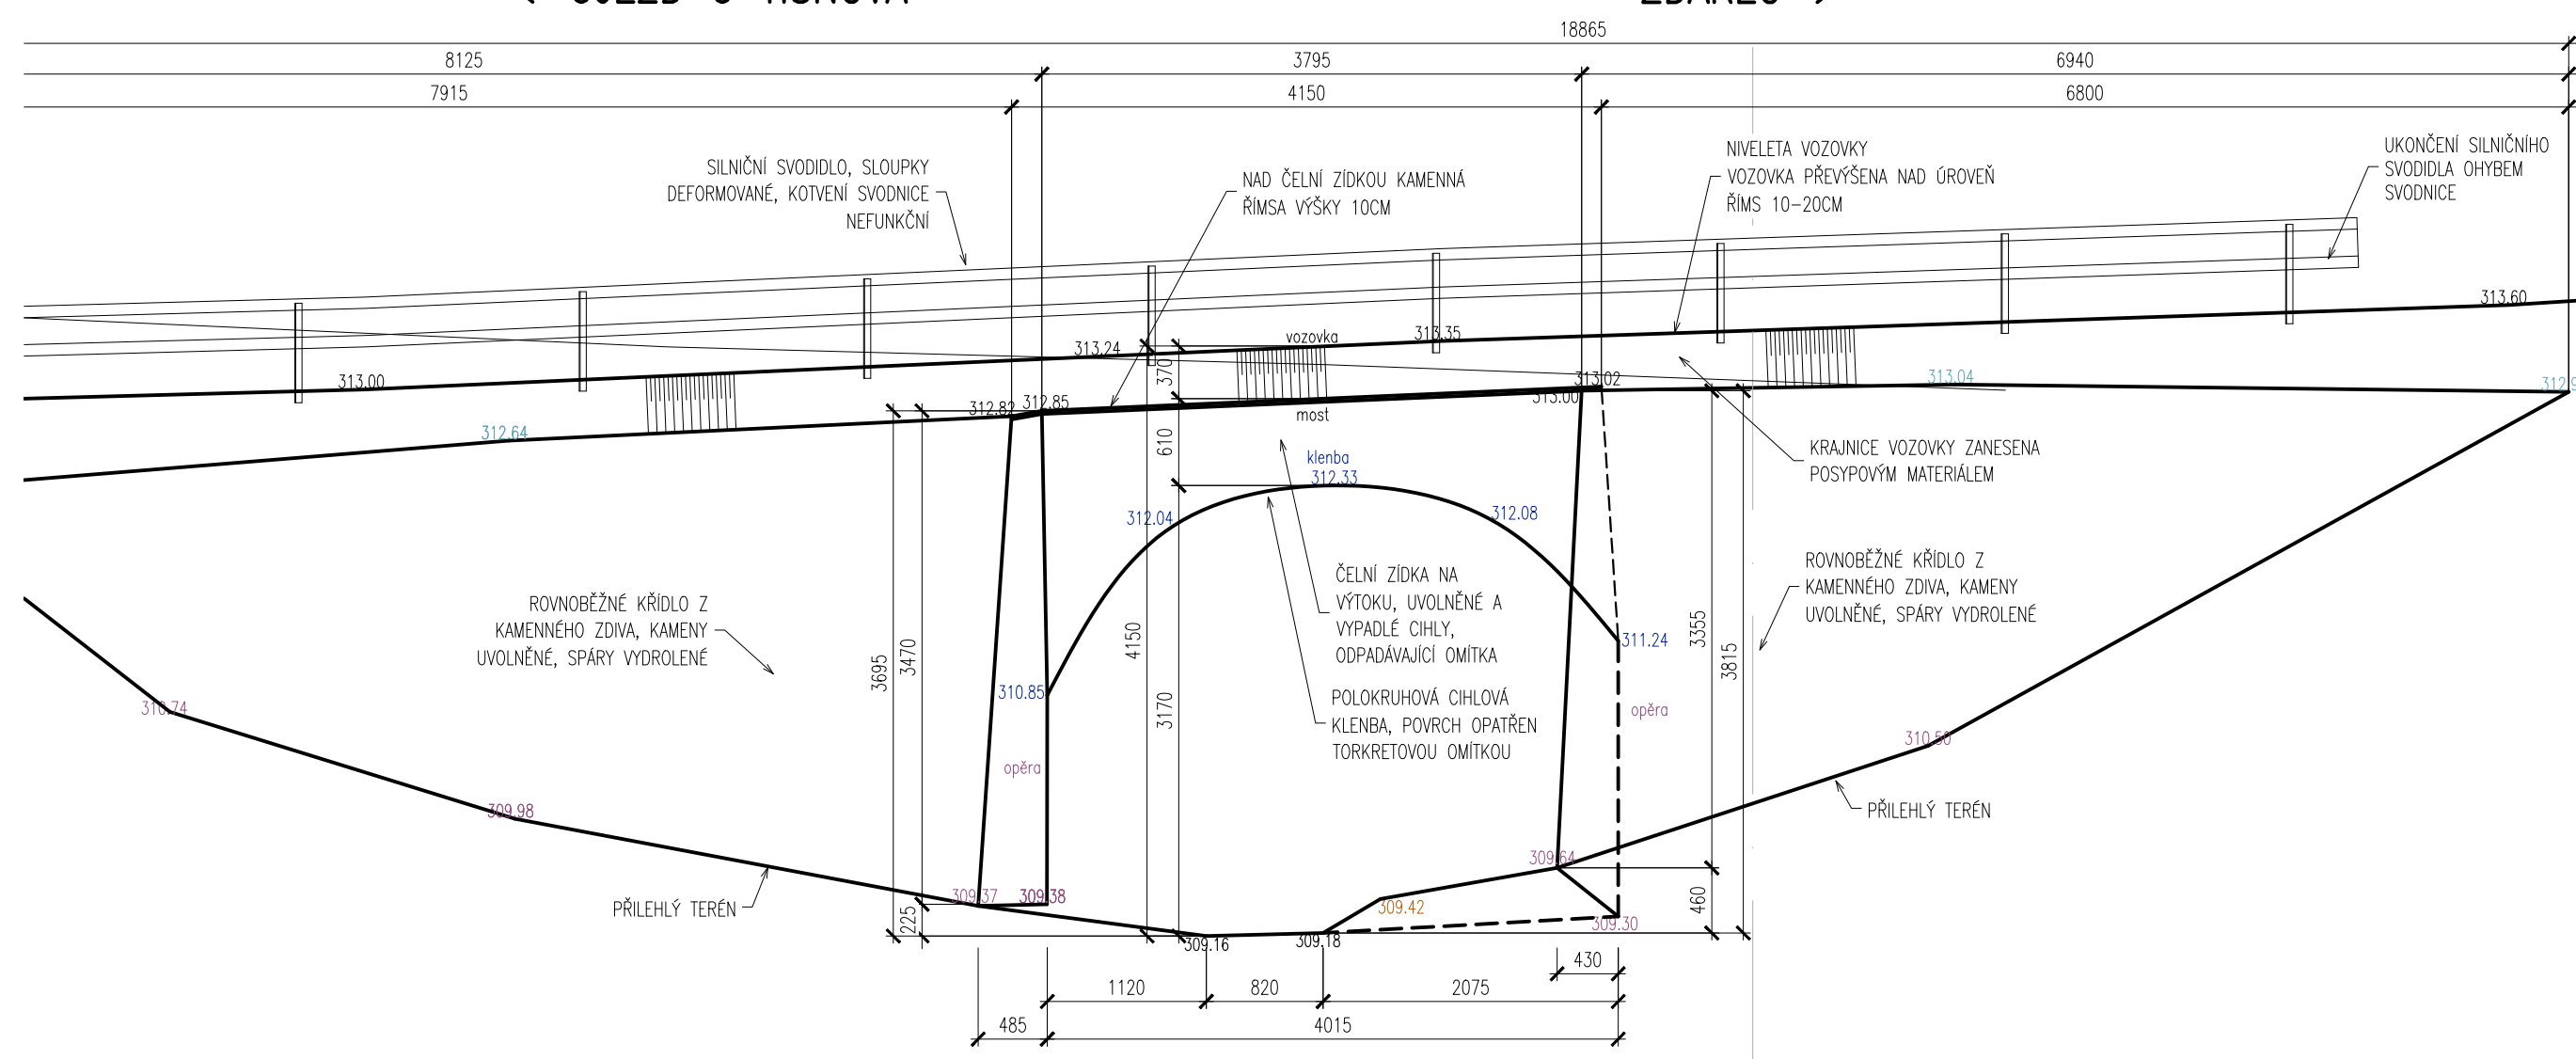 18865
8125
3795
6940
7915
4150
6800
SILNIČNÍ SVODIDLO, SLOUPKY
DEFORMOVANÉ, KOTVENÍ SVODNICE
NEFUNKČNÍ
NAD ČELNÍ ZÍDKOU KAMENNÁ
ŘÍMSA VÝŠKY 10CM
NIVELETA VOZOVKY
VOZOVKA PŘEVÝŠENA NAD ÚROVEŇ
ŘÍMS 10-20CM
UKONČENÍ SILNIČNÍHO
SVODIDLA OHYBEM
SVODNICE
313.60
vozovka
313.35
313.24
313.00
370
313.02
313.04
313.00
312.82
312.85
most
312.64
610
klenba
312.33
312.04
312.08
KRAJNICE VOZOVKY ZANESENA
POSYPOVÝM MATERIÁLEM
ČELNÍ ZÍDKA NA
VÝTOKU, UVOLNĚNÉ A
VYPADLÉ CIHLY,
ODPADÁVAJÍCÍ OMÍTKA
ROVNOBĚŽNÉ KŘÍDLO Z
KAMENNÉHO ZDIVA, KAMENY
UVOLNĚNÉ, SPÁRY VYDROLENÉ
ROVNOBĚŽNÉ KŘÍDLO Z
KAMENNÉHO ZDIVA, KAMENY
UVOLNĚNÉ, SPÁRY VYDROLENÉ
3695
3470
4150
3170
311.24
3355
3815
310.85
310.74
POLOKRUHOVÁ CIHLOVÁ
KLENBA, POVRCH OPATŘEN
TORKRETOVOU OMÍTKOU
opěra
opěra
310.50
309.98
PŘILEHLÝ TERÉN
309.64
309.37
309.38
460
PŘILEHLÝ TERÉN
225
309.42
309.30
309.16
309.18
430
1120
820
2075
485
4015